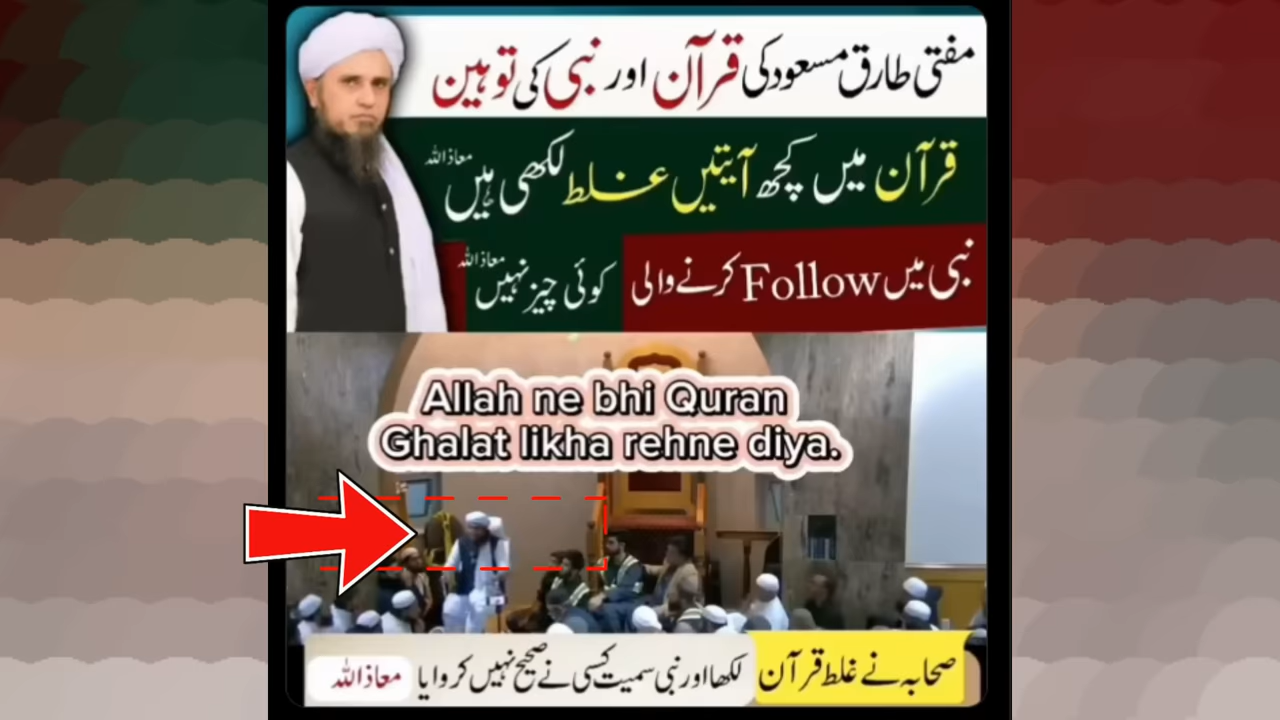 مفتی طارق مسعود کی قرآن اور نبی کی توہین
قرآن میں کچھ آیتیں غلط لکھی ہیں معاذاللہ
نبی میں Follow کرنے والی کوئی چیز نہیں معاذاللہ
Allah ne bhi Quran
Ghalat likha rehne diya.
صحابہ نے غلط قرآن لکھا اور نبی سمیت کسی نے صحیح نہیں کروایا معاذاللہ